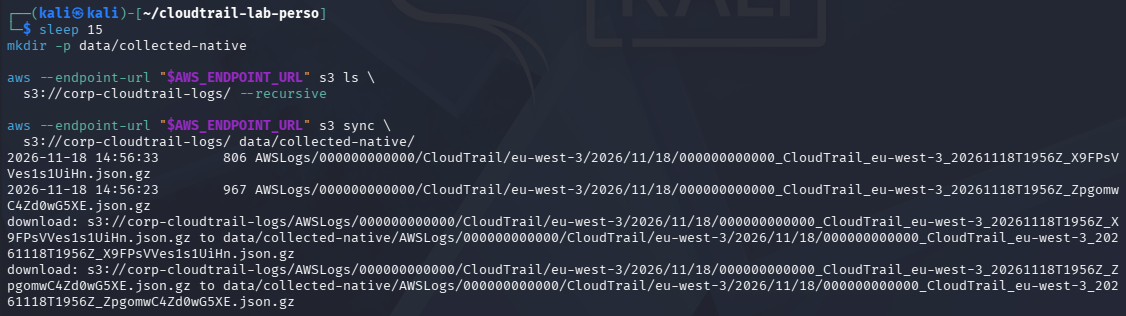 ┌──(kali㉿kali)-[~/cloudtrail-lab-perso]
└─$ sleep 15
mkdir -p data/collected-native

aws --endpoint-url "$AWS_ENDPOINT_URL" s3 ls \
  s3://corp-cloudtrail-logs/ --recursive

aws --endpoint-url "$AWS_ENDPOINT_URL" s3 sync \
  s3://corp-cloudtrail-logs/ data/collected-native/
2026-11-18 14:56:33        806 AWSLogs/000000000000/CloudTrail/eu-west-3/2026/11/18/000000000000_CloudTrail_eu-west-3_20261118T1956Z_X9FPsV
Ves1s1UiHn.json.gz
2026-11-18 14:56:23        967 AWSLogs/000000000000/CloudTrail/eu-west-3/2026/11/18/000000000000_CloudTrail_eu-west-3_20261118T1956Z_Zpgomw
C4Zd0wG5XE.json.gz
download: s3://corp-cloudtrail-logs/AWSLogs/000000000000/CloudTrail/eu-west-3/2026/11/18/000000000000_CloudTrail_eu-west-3_20261118T1956Z_X
9FPsVVes1s1UiHn.json.gz to data/collected-native/AWSLogs/000000000000/CloudTrail/eu-west-3/2026/11/18/000000000000_CloudTrail_eu-west-3_202
61118T1956Z_X9FPsVVes1s1UiHn.json.gz
download: s3://corp-cloudtrail-logs/AWSLogs/000000000000/CloudTrail/eu-west-3/2026/11/18/000000000000_CloudTrail_eu-west-3_20261118T1956Z_Z
pgomwC4Zd0wG5XE.json.gz to data/collected-native/AWSLogs/000000000000/CloudTrail/eu-west-3/2026/11/18/000000000000_CloudTrail_eu-west-3_202
61118T1956Z_ZpgomwC4Zd0wG5XE.json.gz